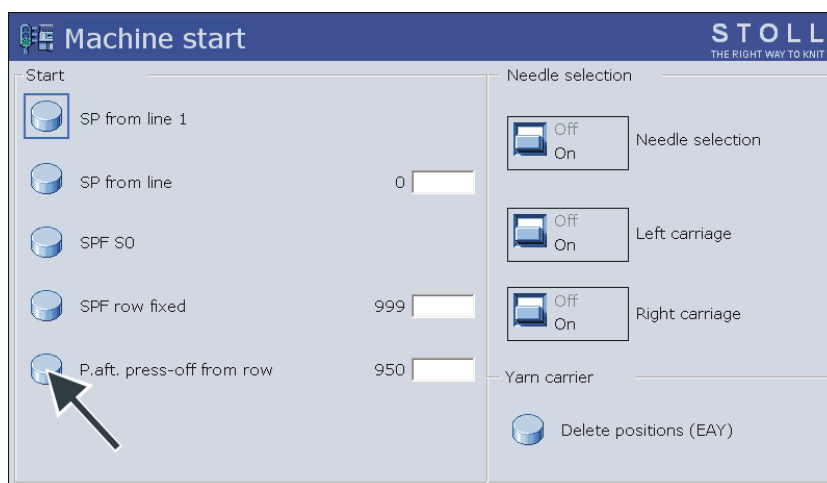 Machine start
STOLL
THE RIGHT WAY TO KNIT
Start
SP from line 1
SP from line 0
SPF S0
SPF row fixed 999
P.aft. press-off from row 950
Needle selection
Off
On
Needle selection
Off
On
Left carriage
Off
On
Right carriage
Yarn carrier
Delete positions (EAY)